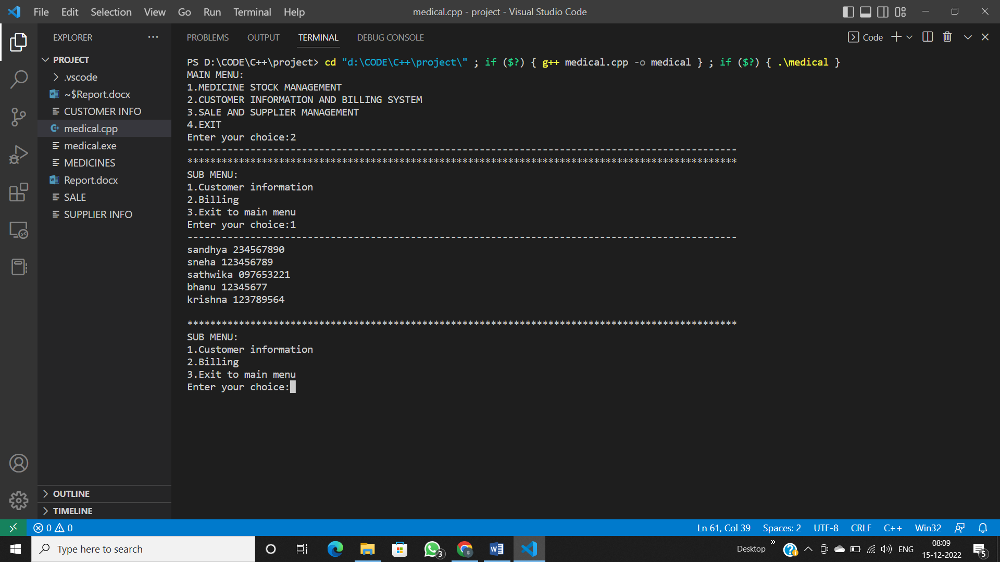 File Edit Selection View Go Run Terminal Help
medical.cpp - project - Visual Studio Code
EXPLORER
PROJECT
.vscode
~$Report.docx
CUSTOMER INFO
medical.cpp
medical.exe
MEDICINES
Report.docx
SALE
SUPPLIER INFO
OUTLINE
TIMELINE
PROBLEMS OUTPUT TERMINAL DEBUG CONSOLE
Code
PS D:\CODE\C++\project> cd "d:\CODE\C++\project\" ; if ($?) { g++ medical.cpp -o medical } ; if ($?) { .\medical }
MAIN MENU:
1.MEDICINE STOCK MANAGEMENT
2.CUSTOMER INFORMATION AND BILLING SYSTEM
3.SALE AND SUPPLIER MANAGEMENT
4.EXIT
Enter your choice:2
------------------------------------------------------------------------------------------------
************************************************************************************************
SUB MENU:
1.Customer information
2.Billing
3.Exit to main menu
Enter your choice:1
------------------------------------------------------------------------------------------------
sandhya 234567890
sneha 123456789
sathwika 097653221
bhanu 12345677
krishna 123789564
************************************************************************************************
SUB MENU:
1.Customer information
2.Billing
3.Exit to main menu
Enter your choice:
0 0
Ln 61, Col 39 Spaces: 2 UTF-8 CRLF C++ Win32
Type here to search
3
Desktop
ENG
08:09
15-12-2022
5